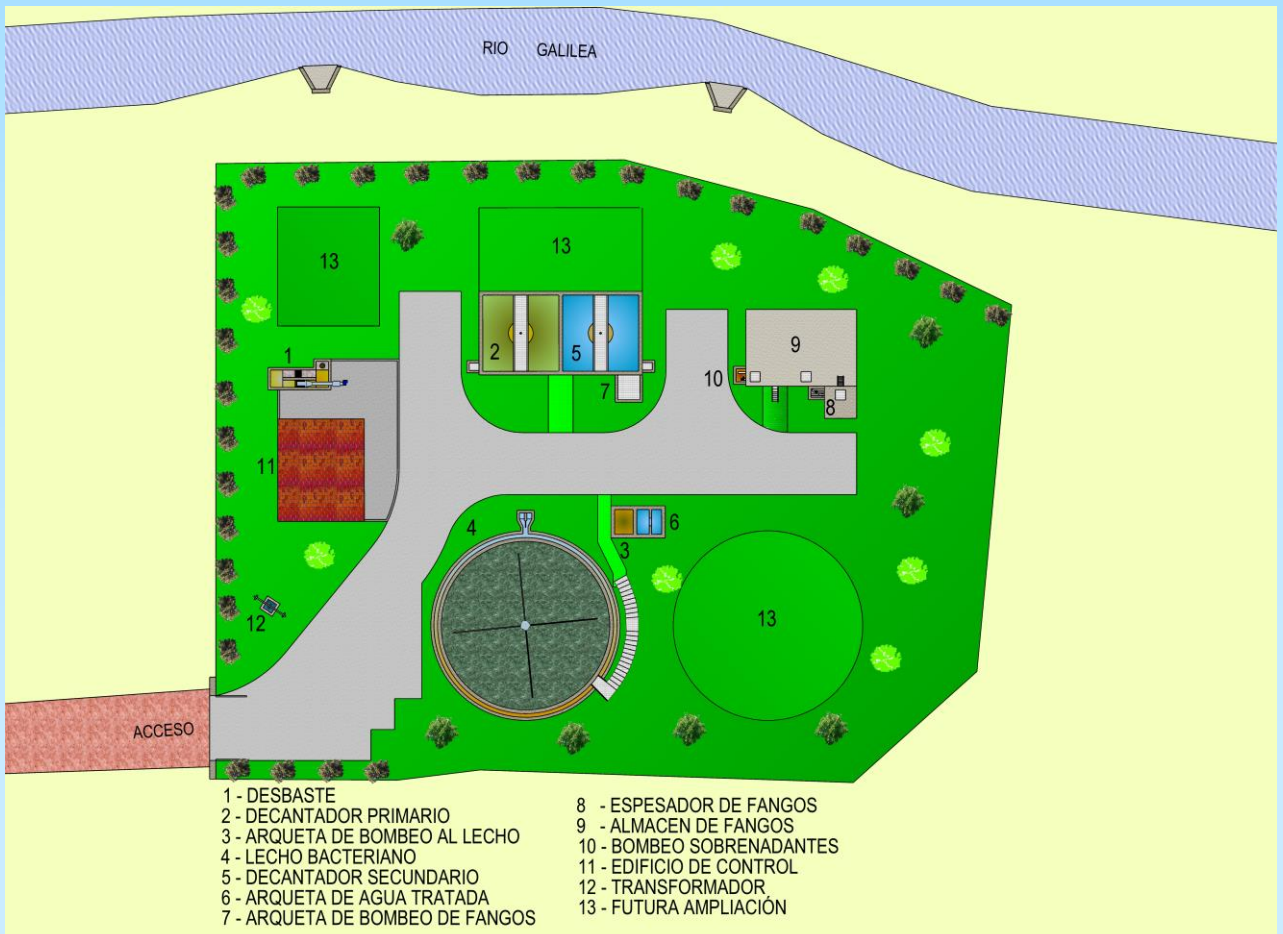 RIO GALILEA
13
13
1
2
5
9
7
10
8
11
4
6
3
12
13
ACCESO
1 - DESBASTE
2 - DECANTADOR PRIMARIO
3 - ARQUETA DE BOMBEO AL LECHO
4 - LECHO BACTERIANO
5 - DECANTADOR SECUNDARIO
6 - ARQUETA DE AGUA TRATADA
7 - ARQUETA DE BOMBEO DE FANGOS
8 - ESPESADOR DE FANGOS
9 - ALMACEN DE FANGOS
10 - BOMBEO SOBRENADANTES
11 - EDIFICIO DE CONTROL
12 - TRANSFORMADOR
13 - FUTURA AMPLIACIÓN